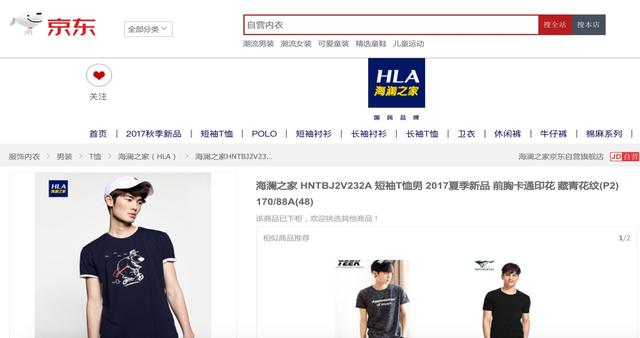 京东
全部分类
自营内衣
搜全站
搜本店
潮流男装 潮流女装 可爱童装 精选童鞋 儿童运动
关注
HLA
海澜之家
国民品牌
首页 | 2017秋季新品 | 短袖T恤 | POLO | 短袖衬衫 | 长袖衬衫 | 长袖T恤 | 卫衣 | 休闲裤 | 牛仔裤 | 棉麻系列
服饰内衣 > 男装 > T恤 > 海澜之家（HLA） > 海澜之家HNTBJ2V23...
海澜之家京东自营旗舰店 JD自营
HLA
海澜之家
海澜之家 HNTBJ2V232A 短袖T恤男 2017夏季新品 前胸卡通印花 藏青花纹(P2)
170/88A(48)
该商品已下柜，欢迎挑选其他商品！
相似商品推荐
1/2
TEEK